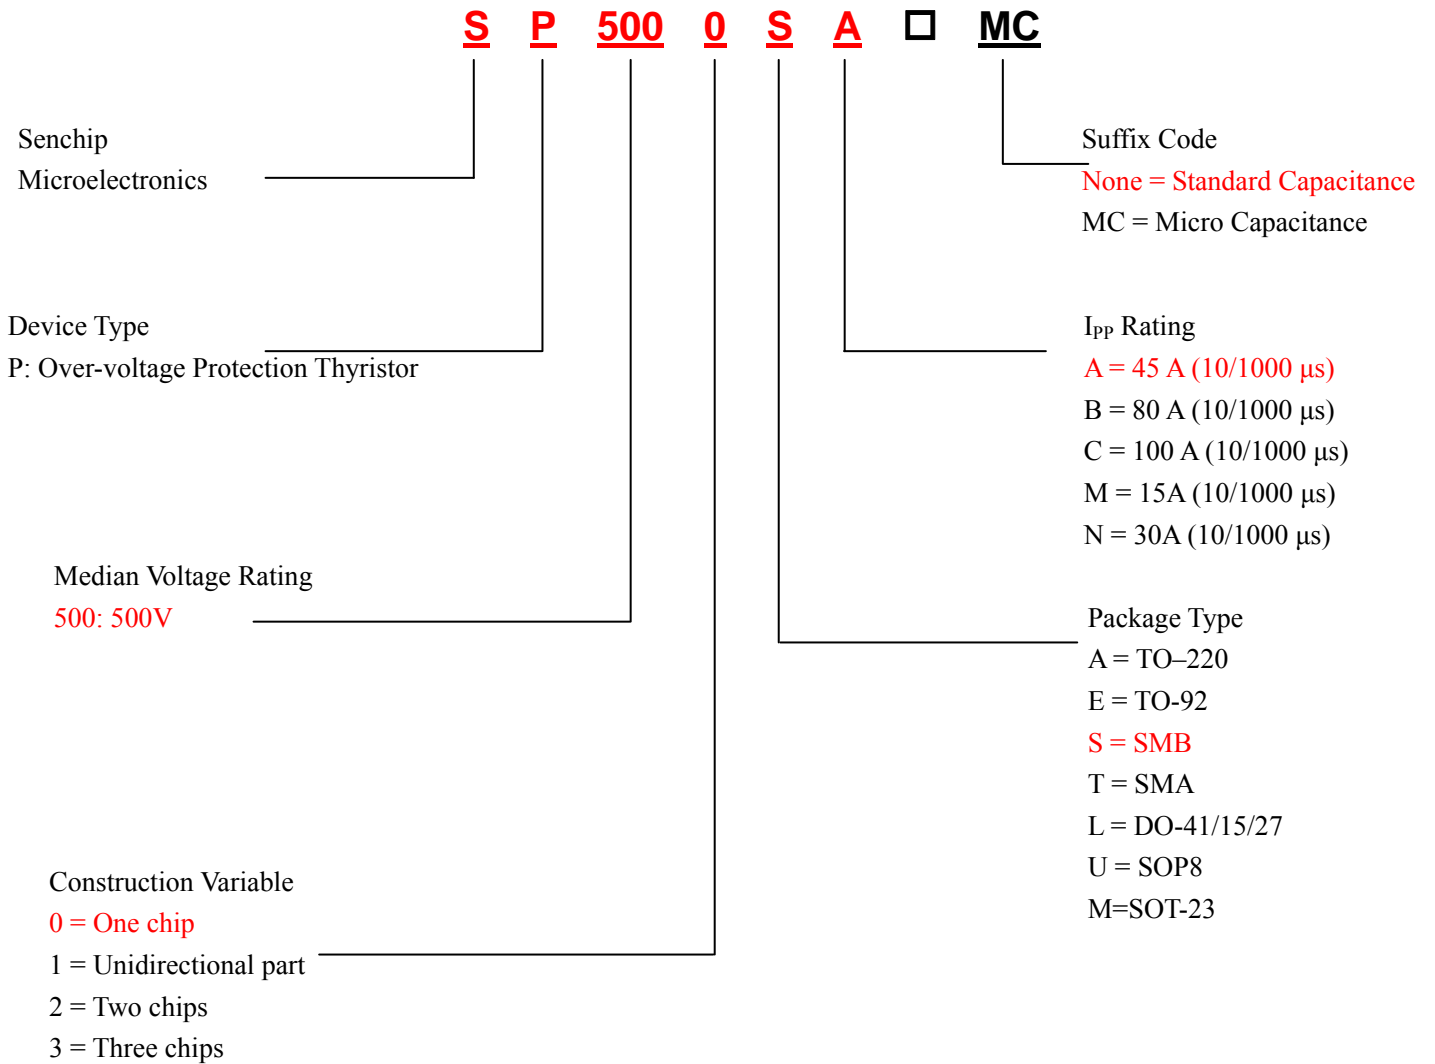 S P 500 0 S A □ MC
Senchip
Microelectronics
Device Type
P: Over-voltage Protection Thyristor
Median Voltage Rating
500: 500V
Construction Variable
0 = One chip
1 = Unidirectional part
2 = Two chips
3 = Three chips
Suffix Code
None = Standard Capacitance
MC = Micro Capacitance
IPP Rating
A = 45 A (10/1000 μs)
B = 80 A (10/1000 μs)
C = 100 A (10/1000 μs)
M = 15A (10/1000 μs)
N = 30A (10/1000 μs)
Package Type
A = TO–220
E = TO-92
S = SMB
T = SMA
L = DO-41/15/27
U = SOP8
M=SOT-23